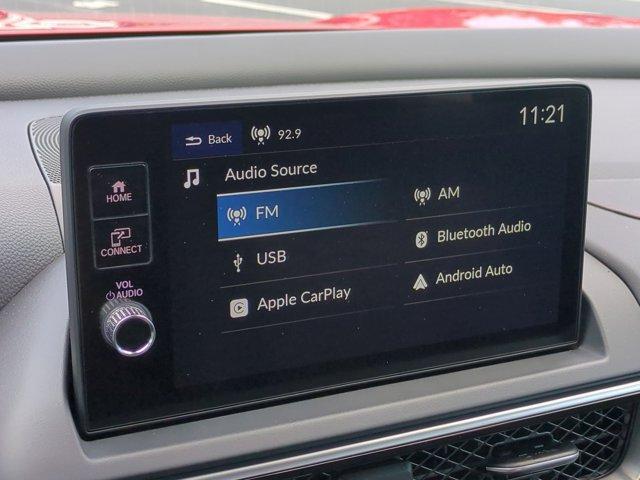 11:21
Back 92.9
Audio Source
HOME
FM
AM
CONNECT
USB
Bluetooth Audio
VOL
AUDIO
Apple CarPlay
Android Auto